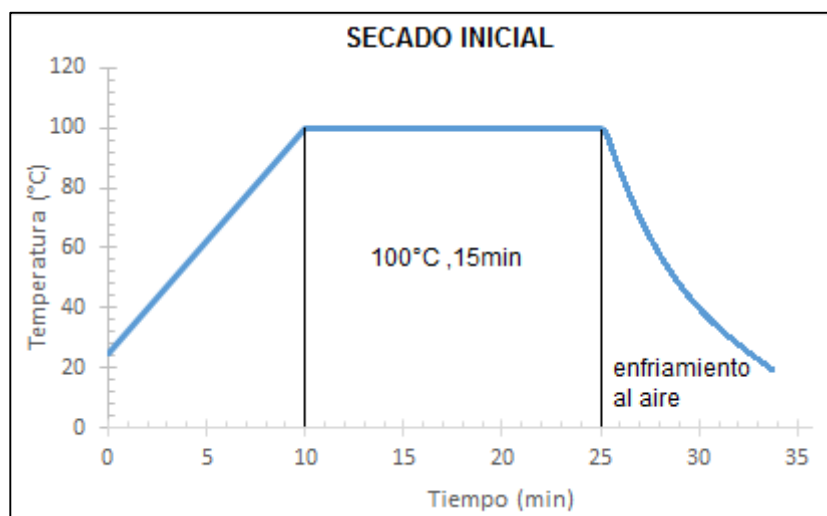 SECADO INICIAL
Temperatura (°C)
120
100
80
60
40
20
0
100°C ,15min
enfriamiento
al aire
0 5 10 15 20 25 30 35
Tiempo (min)